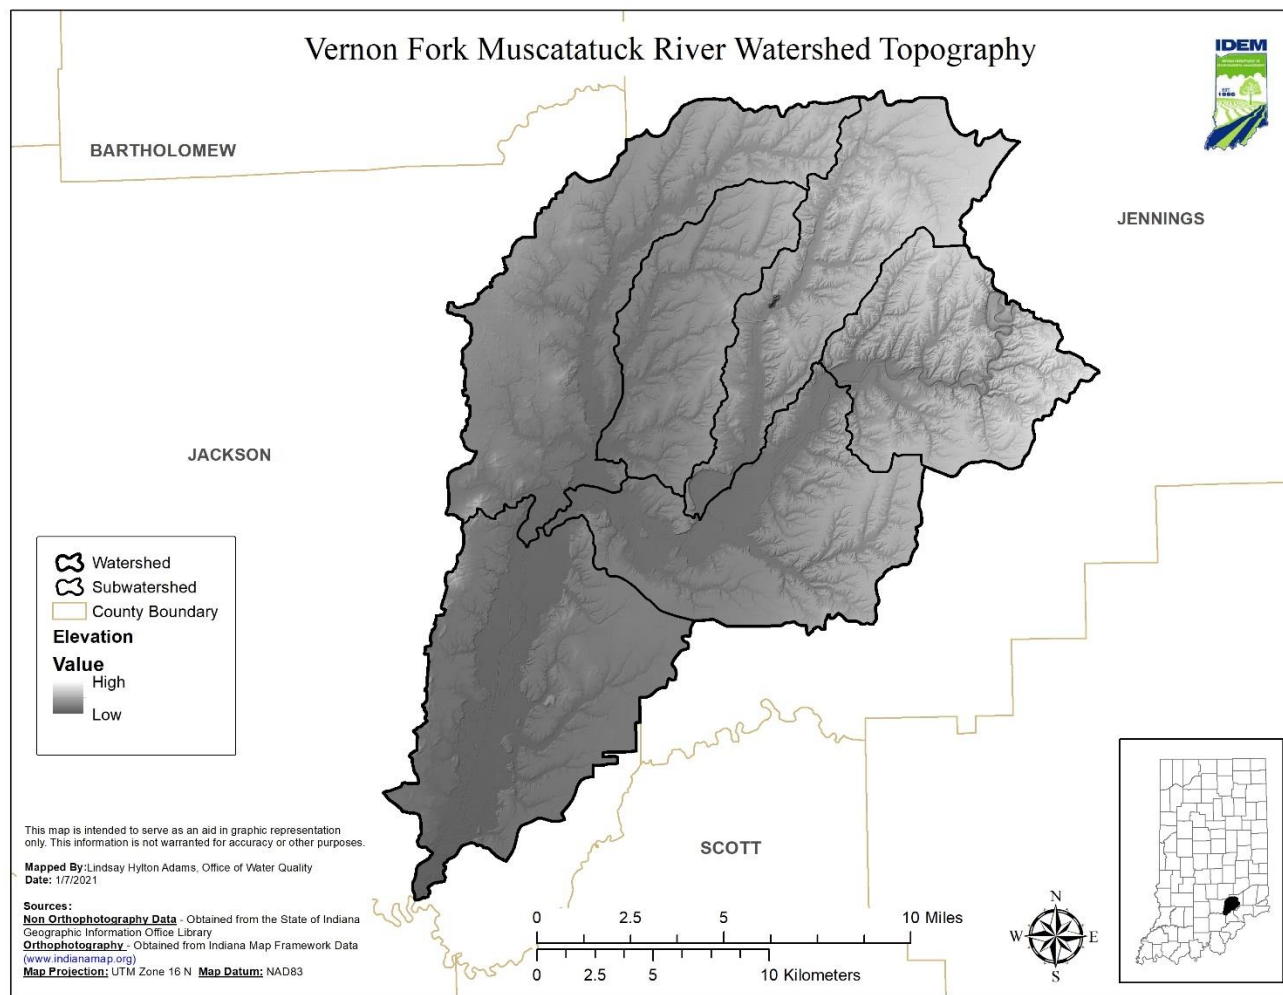 Vernon Fork Muscatatuck River Watershed Topography
IDEM
BARTHOLOMEW
JENNINGS
JACKSON
Watershed
Subwatershed
County Boundary
Elevation
Value
High
Low
This map is intended to serve as an aid in graphic representation
only. This information is not warranted for accuracy or other purposes.
Mapped By:Lindsay Hylton Adams, Office of Water Quality
Date: 1/7/2021
Sources:
Non Orthophotography Data - Obtained from the State of Indiana
Geographic Information Office Library
Orthophotography - Obtained from Indiana Map Framework Data
(www.indianamap.org)
Map Projection: UTM Zone 16 N Map Datum: NAD83
SCOTT
0 2.5 5 10 Miles
0 2.5 5 10 Kilometers
N
W E
S